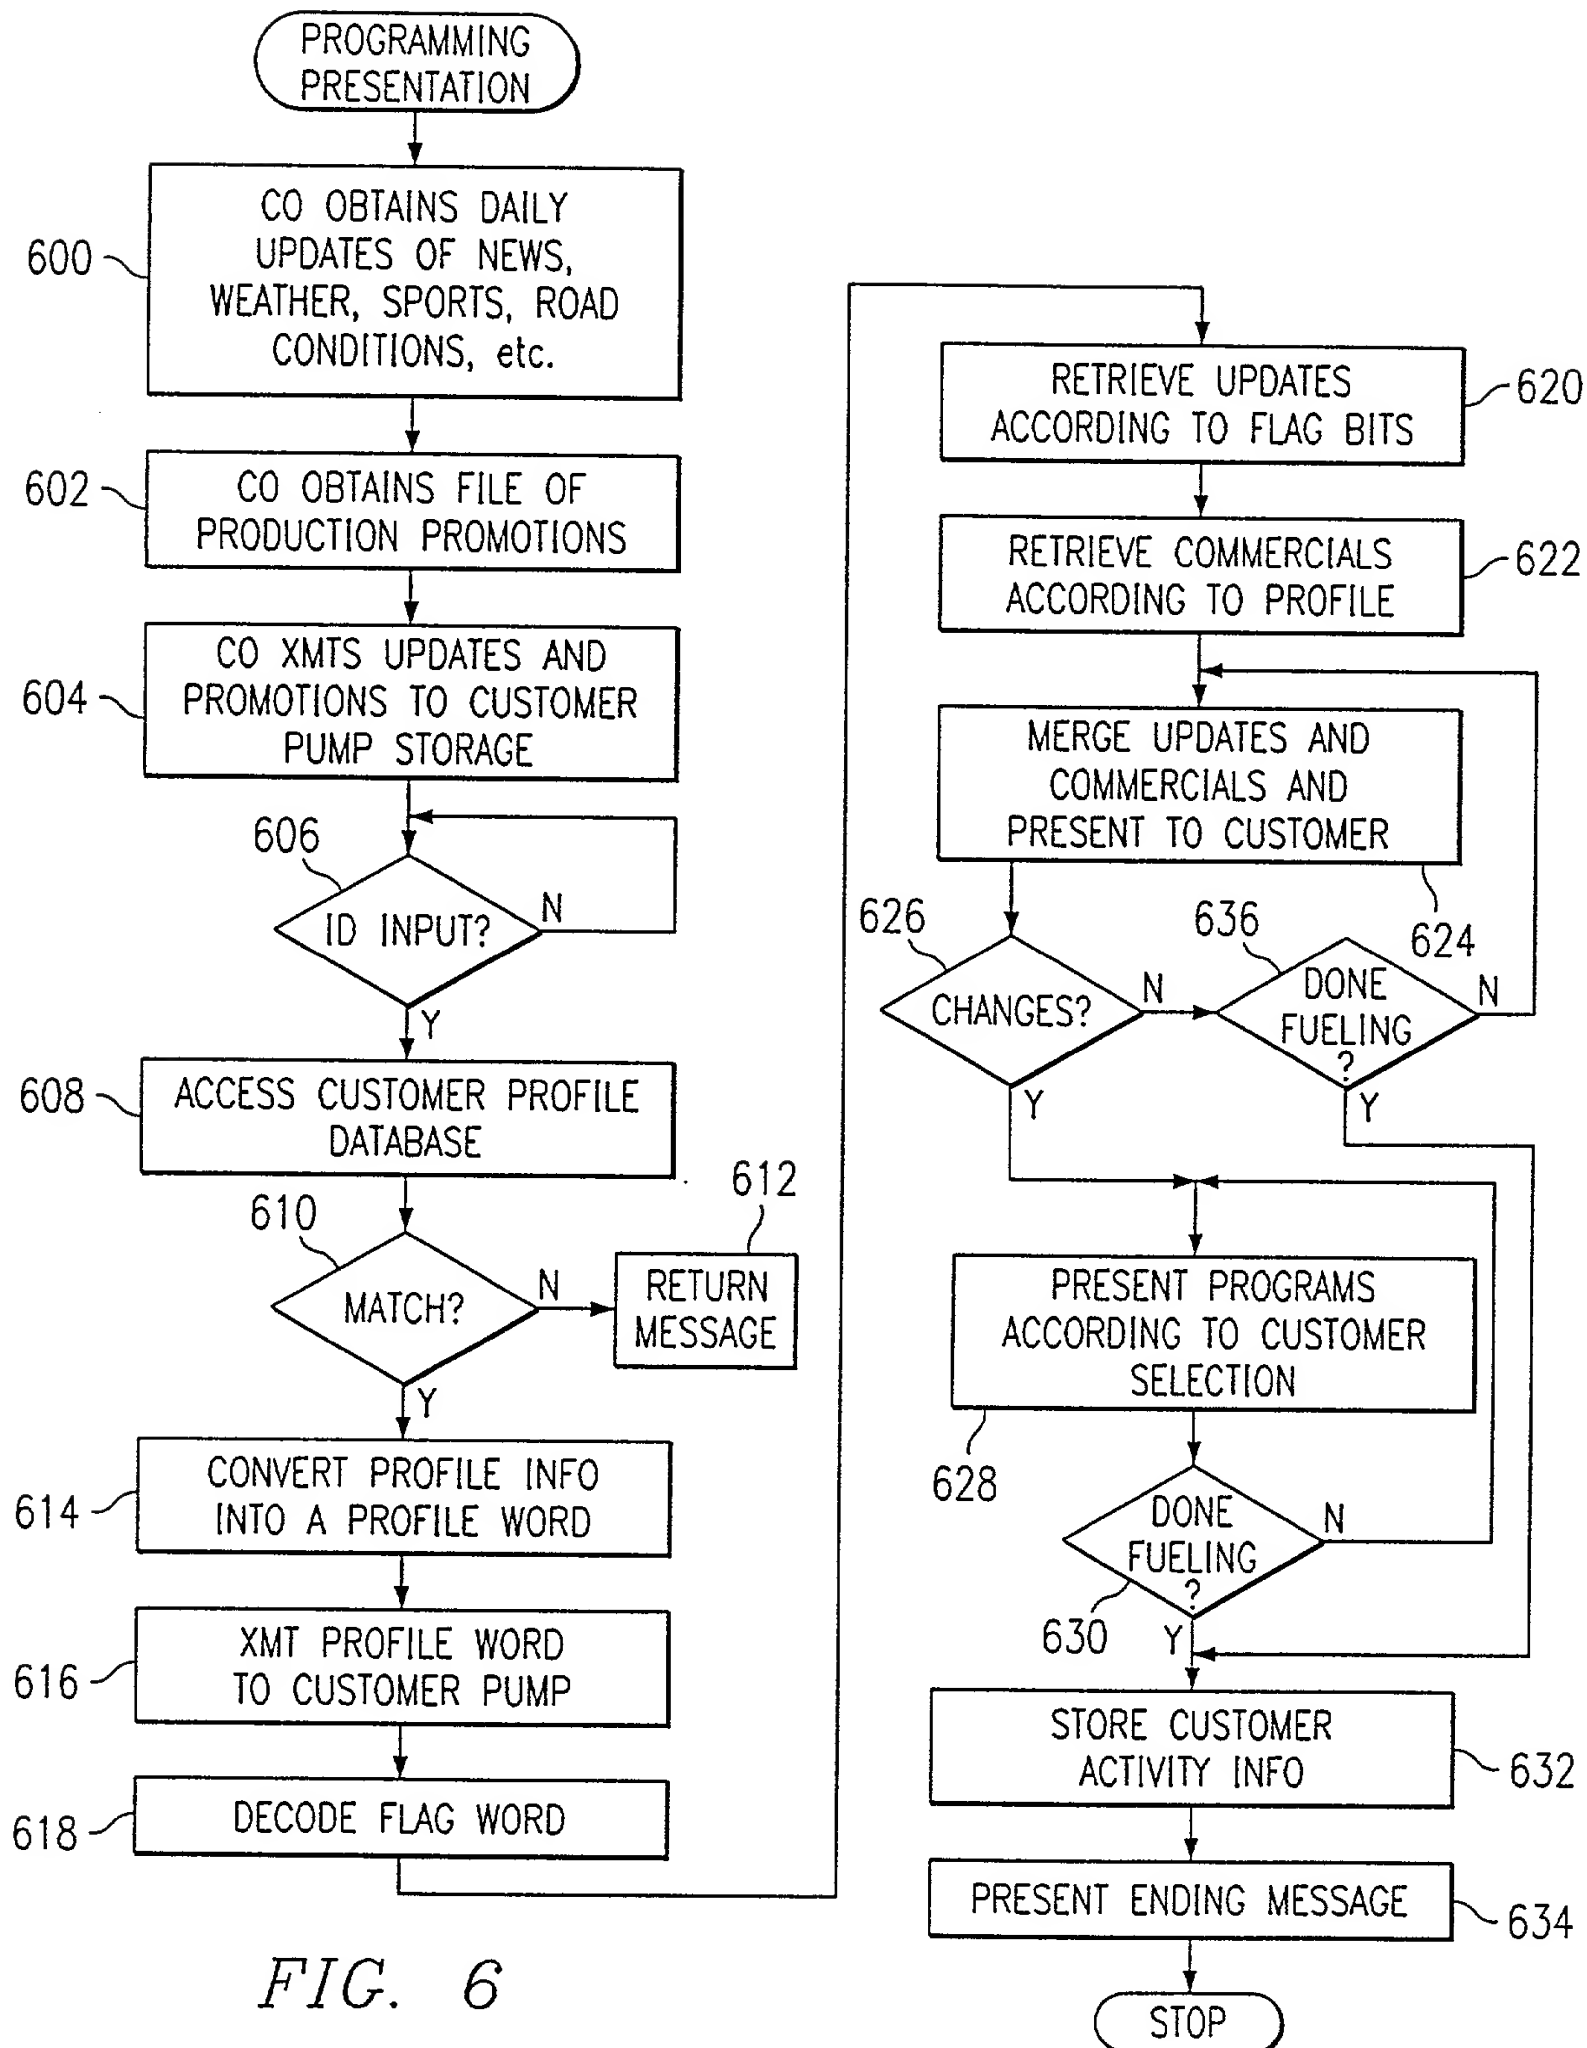 PROGRAMMING
PRESENTATION
600
CO OBTAINS DAILY
UPDATES OF NEWS,
WEATHER, SPORTS, ROAD
CONDITIONS, etc.
602
CO OBTAINS FILE OF
PRODUCTION PROMOTIONS
604
CO XMTS UPDATES AND
PROMOTIONS TO CUSTOMER
PUMP STORAGE
606
ID INPUT?
N
Y
608
ACCESS CUSTOMER PROFILE
DATABASE
610
MATCH?
N
Y
612
RETURN
MESSAGE
614
CONVERT PROFILE INFO
INTO A PROFILE WORD
616
XMT PROFILE WORD
TO CUSTOMER PUMP
618
DECODE FLAG WORD
RETRIEVE UPDATES
ACCORDING TO FLAG BITS
620
RETRIEVE COMMERCIALS
ACCORDING TO PROFILE
622
MERGE UPDATES AND
COMMERCIALS AND
PRESENT TO CUSTOMER
624
626
CHANGES?
N
Y
636
DONE
FUELING
?
N
Y
PRESENT PROGRAMS
ACCORDING TO CUSTOMER
SELECTION
628
DONE
FUELING
?
N
630
Y
STORE CUSTOMER
ACTIVITY INFO
632
PRESENT ENDING MESSAGE
634
STOP
FIG. 6